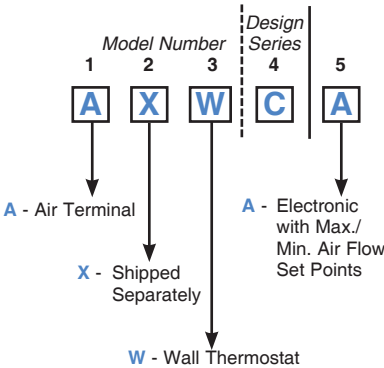 Design
Model Number Series
1 2 3 4 5
A X W C A
A - Air Terminal
A - Electronic
with Max./
Min. Air Flow
Set Points
X - Shipped
Separately
W - Wall Thermostat